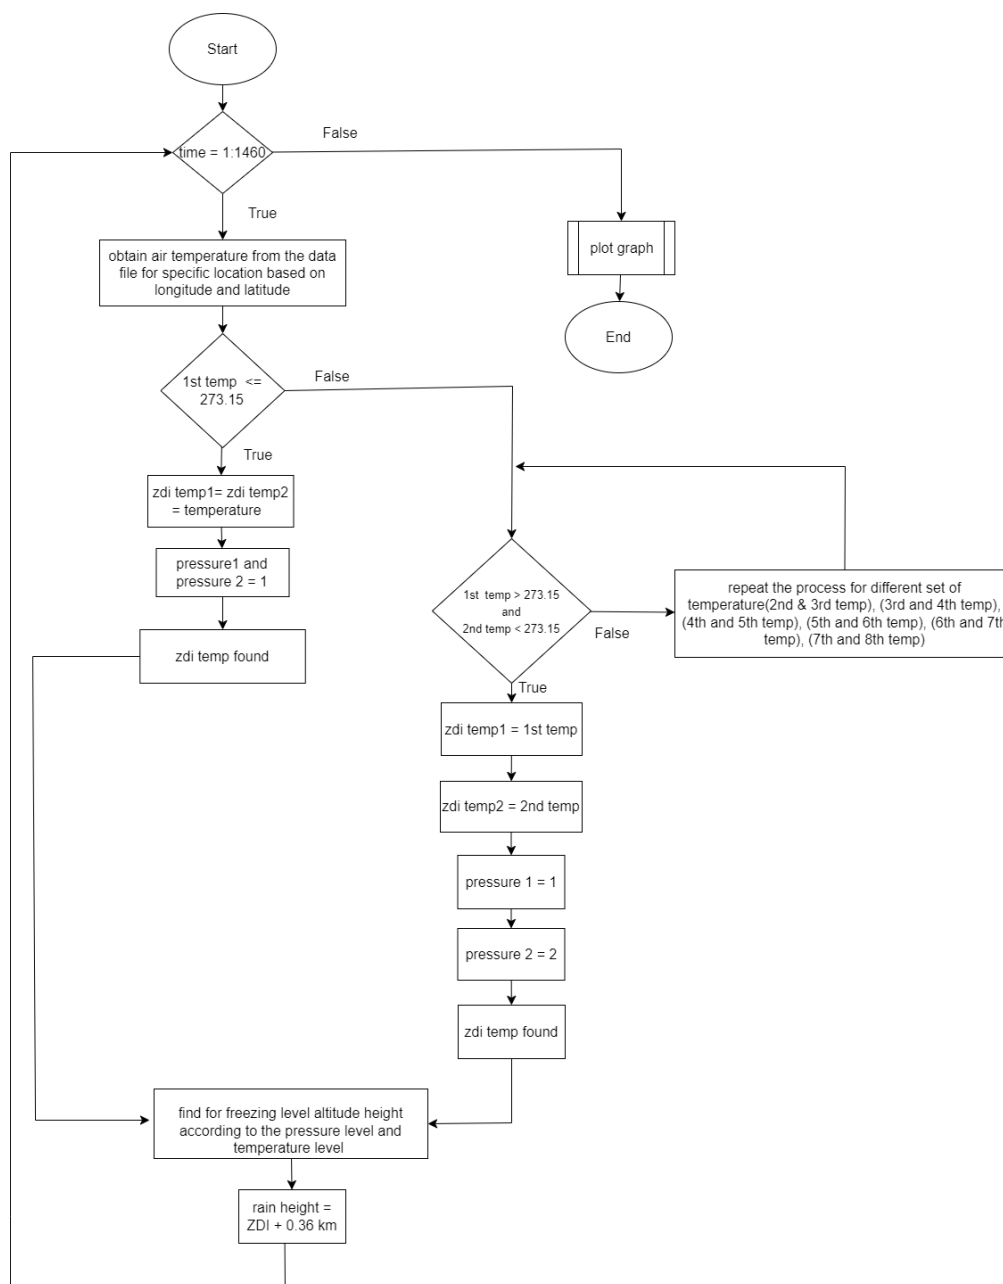 Start
False
time = 1:1460
True
plot graph
obtain air temperature from the data
file for specific location based on
longitude and latitude
End
False
1st temp <=
273.15
True
zdi temp1= zdi temp2
= temperature
pressure1 and
pressure 2 = 1
zdi temp found
1st temp > 273.15
and
2nd temp < 273.15
False
repeat the process for different set of
temperature(2nd & 3rd temp), (3rd and 4th temp),
(4th and 5th temp), (5th and 6th temp), (6th and 7th
temp), (7th and 8th temp)
True
zdi temp1 = 1st temp
zdi temp2 = 2nd temp
pressure 1 = 1
pressure 2 = 2
zdi temp found
find for freezing level altitude height
according to the pressure level and
temperature level
rain height =
ZDI + 0.36 km